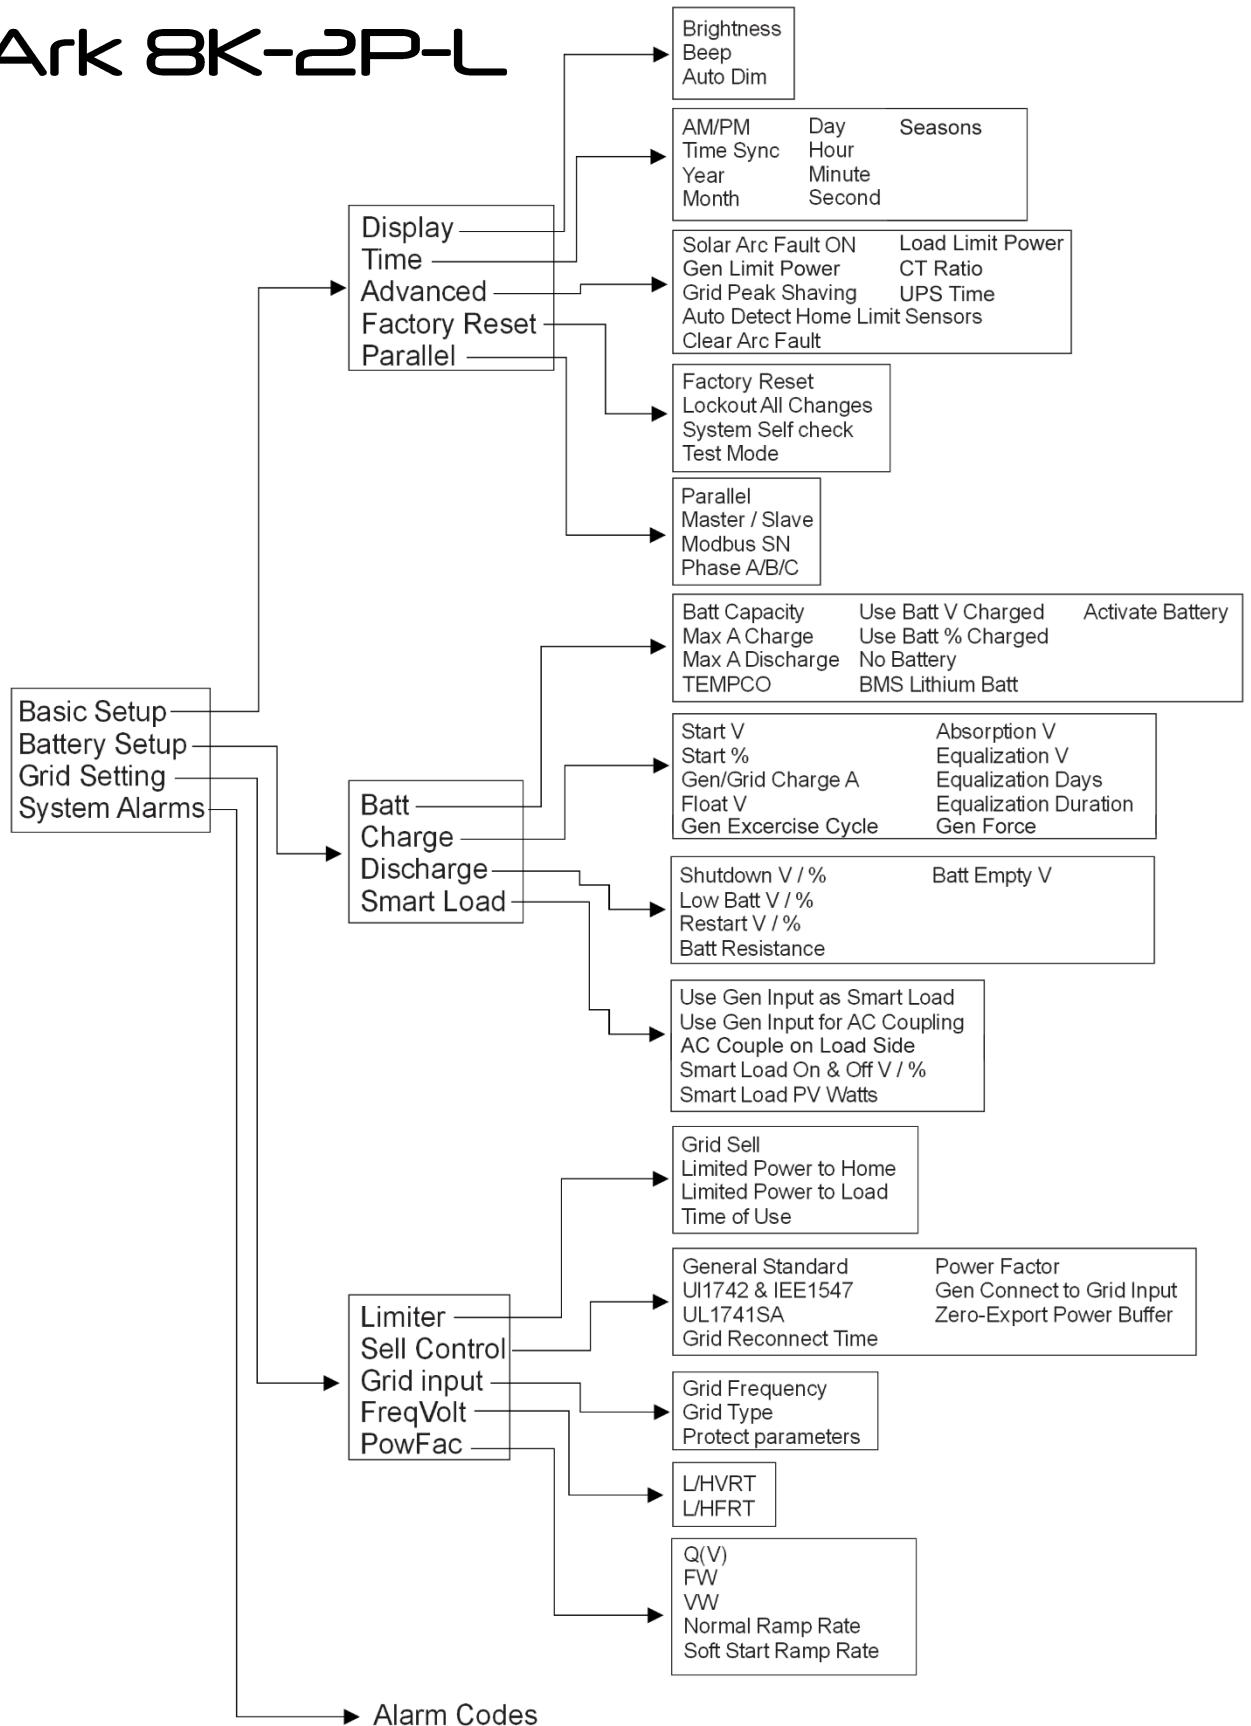 Ark 8K-2P-L
Brightness
Beep
Auto Dim
AM/PM Day Seasons
Time Sync Hour
Year Minute
Month Second
Display
Time
Advanced
Factory Reset
Parallel
Solar Arc Fault ON Load Limit Power
Gen Limit Power CT Ratio
Grid Peak Shaving UPS Time
Auto Detect Home Limit Sensors
Clear Arc Fault
Factory Reset
Lockout All Changes
System Self check
Test Mode
Parallel
Master / Slave
Modbus SN
Phase A/B/C
Basic Setup
Battery Setup
Grid Setting
System Alarms
Batt Capacity Use Batt V Charged Activate Battery
Max A Charge Use Batt % Charged
Max A Discharge No Battery
TEMPCO BMS Lithium Batt
Batt
Charge
Discharge
Smart Load
Start V Absorption V
Start % Equalization V
Gen/Grid Charge A Equalization Days
Float V Equalization Duration
Gen Excercise Cycle Gen Force
Shutdown V / % Batt Empty V
Low Batt V / %
Restart V / %
Batt Resistance
Use Gen Input as Smart Load
Use Gen Input for AC Coupling
AC Couple on Load Side
Smart Load On & Off V / %
Smart Load PV Watts
Grid Sell
Limited Power to Home
Limited Power to Load
Time of Use
Limiter
Sell Control
Grid input
FreqVolt
PowFac
General Standard Power Factor
UI1742 & IEE1547 Gen Connect to Grid Input
UL1741SA Zero-Export Power Buffer
Grid Reconnect Time
Grid Frequency
Grid Type
Protect parameters
L/HVRT
L/HFRT
Q(V)
FW
VW
Normal Ramp Rate
Soft Start Ramp Rate
Alarm Codes